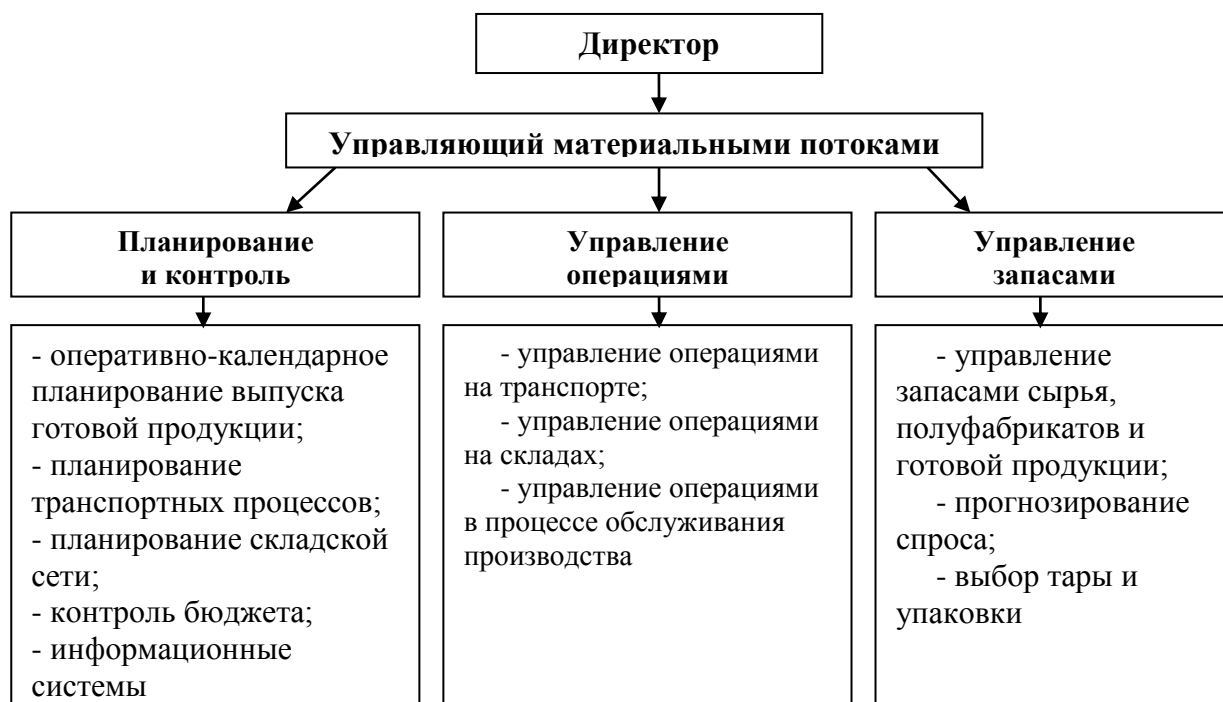 Директор
Управляющий материальными потоками
Планирование
и контроль
Управление
операциями
Управление
запасами
- оперативно-календарное
планирование выпуска
готовой продукции;
- планирование
транспортных процессов;
- планирование складской
сети;
- контроль бюджета;
- информационные
системы
- управление операциями
на транспорте;
- управление операциями
на складах;
- управление операциями
в процессе обслуживания
производства
- управление
запасами сырья,
полуфабрикатов и
готовой продукции;
- прогнозирование
спроса;
- выбор тары и
упаковки